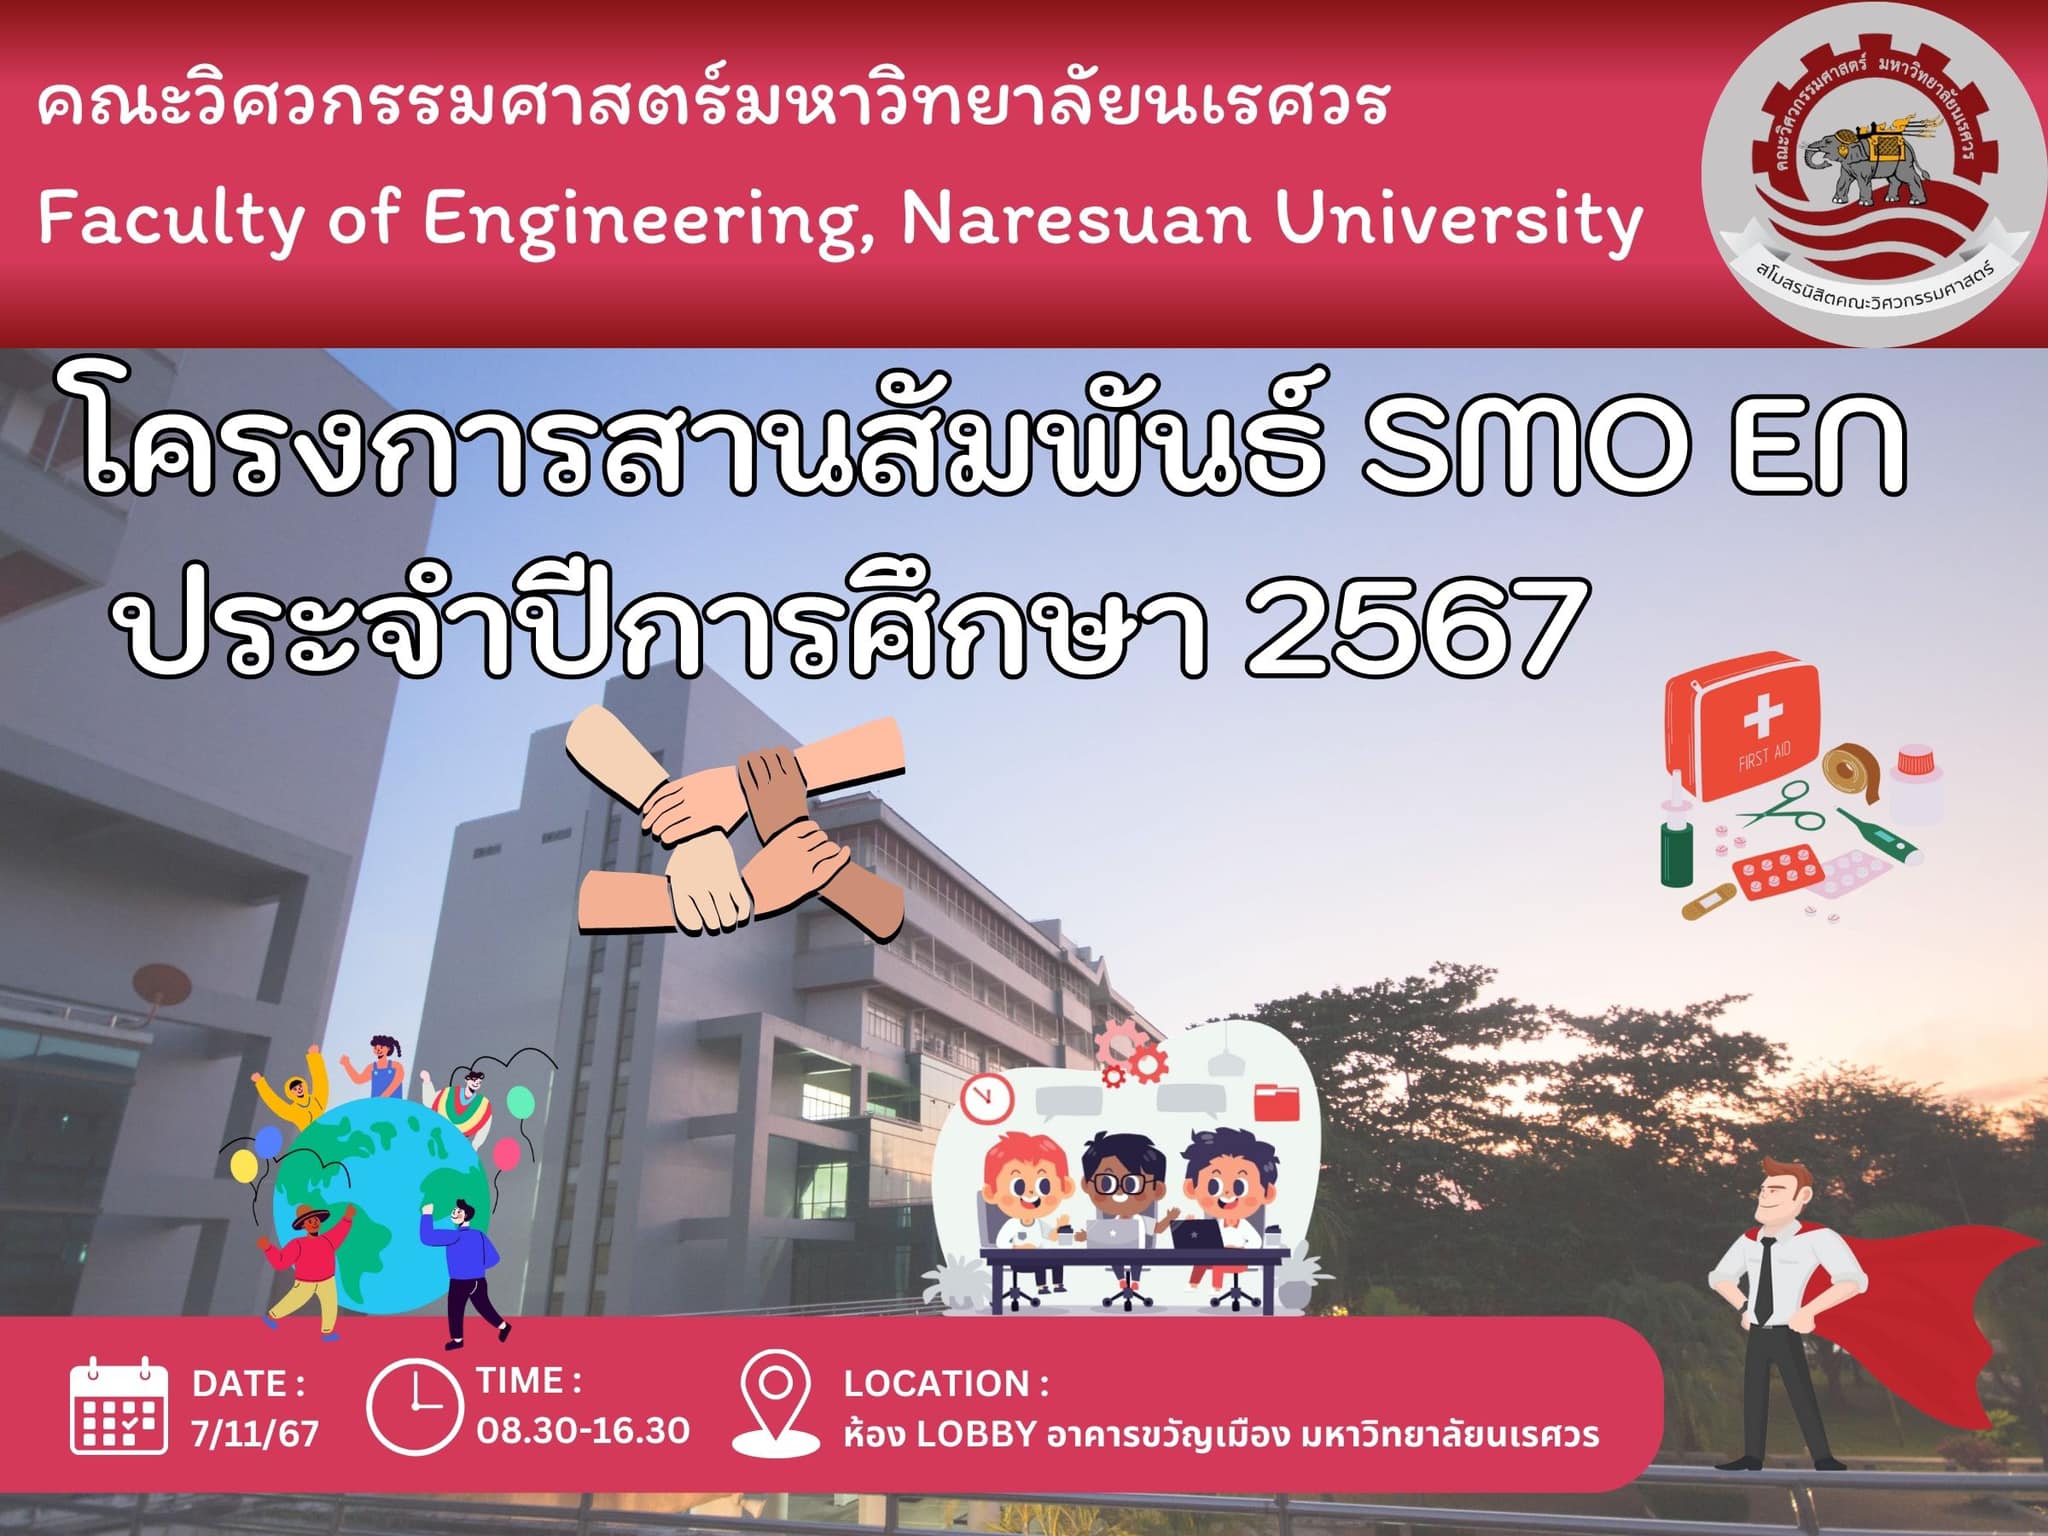 คณะวิศวกรรมศาสตร์มหาวิทยาลัยนเรศวร
Faculty of Engineering, Naresuan University
คณะวิศวกรรมศาสตร์ มหาวิทยาลัยนเรศวร
สโมสรนิสิตคณะวิศวกรรมศาสตร์
โครงการสานสัมพันธ์ SMO EN
ประจำปีการศึกษา 2567
FIRST AID
DATE :
7/11/67
TIME :
08.30-16.30
LOCATION :
ห้อง LOBBY อาคารขวัญเมือง มหาวิทยาลัยนเรศวร